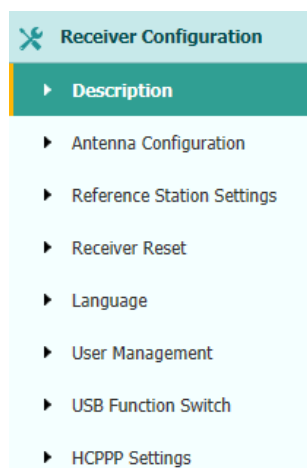 Receiver Configuration
Description
Antenna Configuration
Reference Station Settings
Receiver Reset
Language
User Management
USB Function Switch
HCPPP Settings